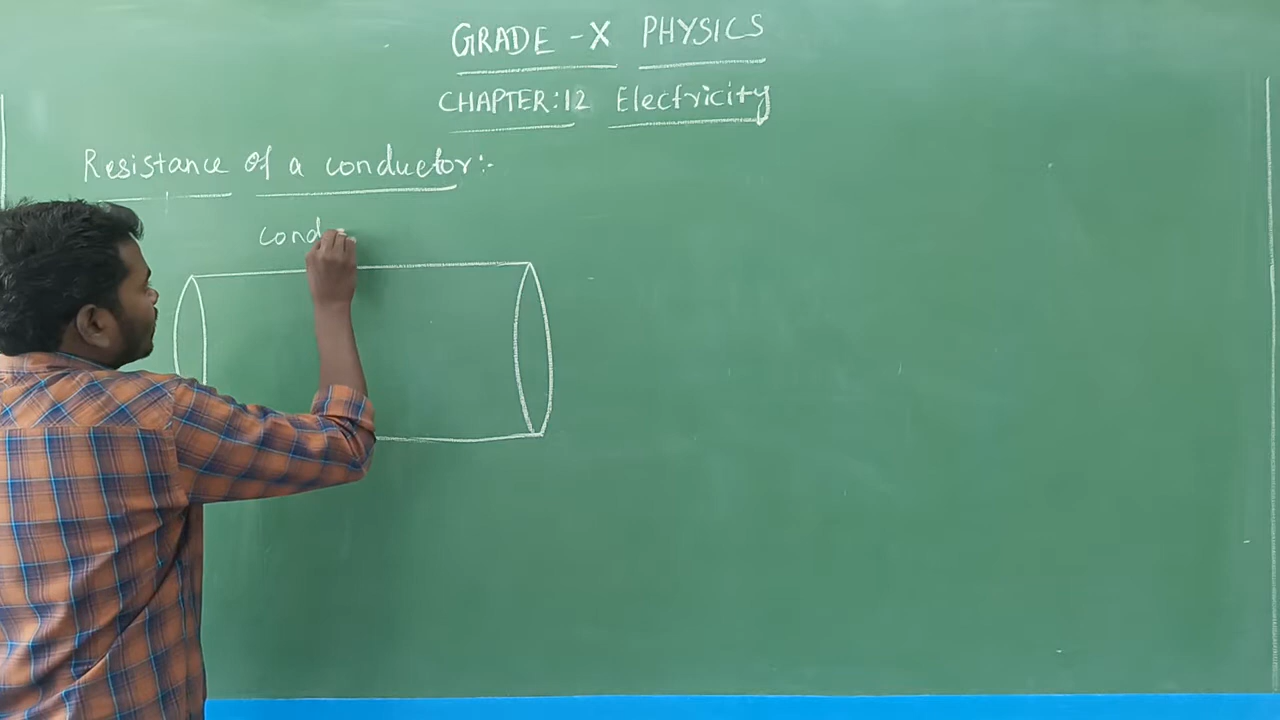 GRADE - X PHYSICS
CHAPTER: 12 Electricity
Resistance of a conductor:-
cond